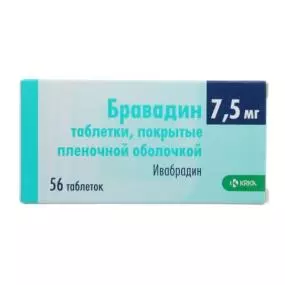 Бравадин 7,5 мг
таблетки, покрытые
пленочной оболочкой
Ивабрадин
56 таблеток
KRKA